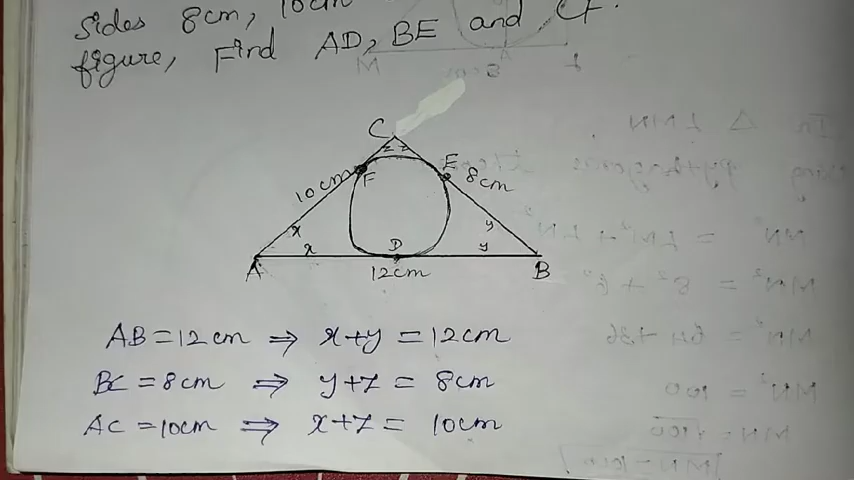 sides 8cm, 10cm
figure, Find AD, BE and CF.
C
z z
F
E
10cm
8cm
x
y
x
D
y
A
12cm
B
AB = 12cm ⇒ x+y = 12cm
BC = 8cm ⇒ y+z = 8cm
AC = 10cm ⇒ x+z = 10cm